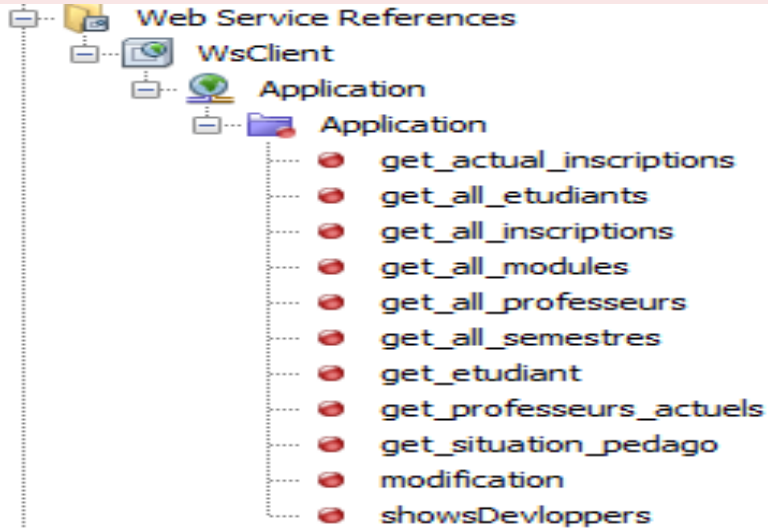 Web Service References
WsClient
Application
Application
get_actual_inscriptions
get_all_etudiants
get_all_inscriptions
get_all_modules
get_all_professeurs
get_all_semestres
get_etudiant
get_professeurs_actuels
get_situation_pedago
modification
showsDevloppers